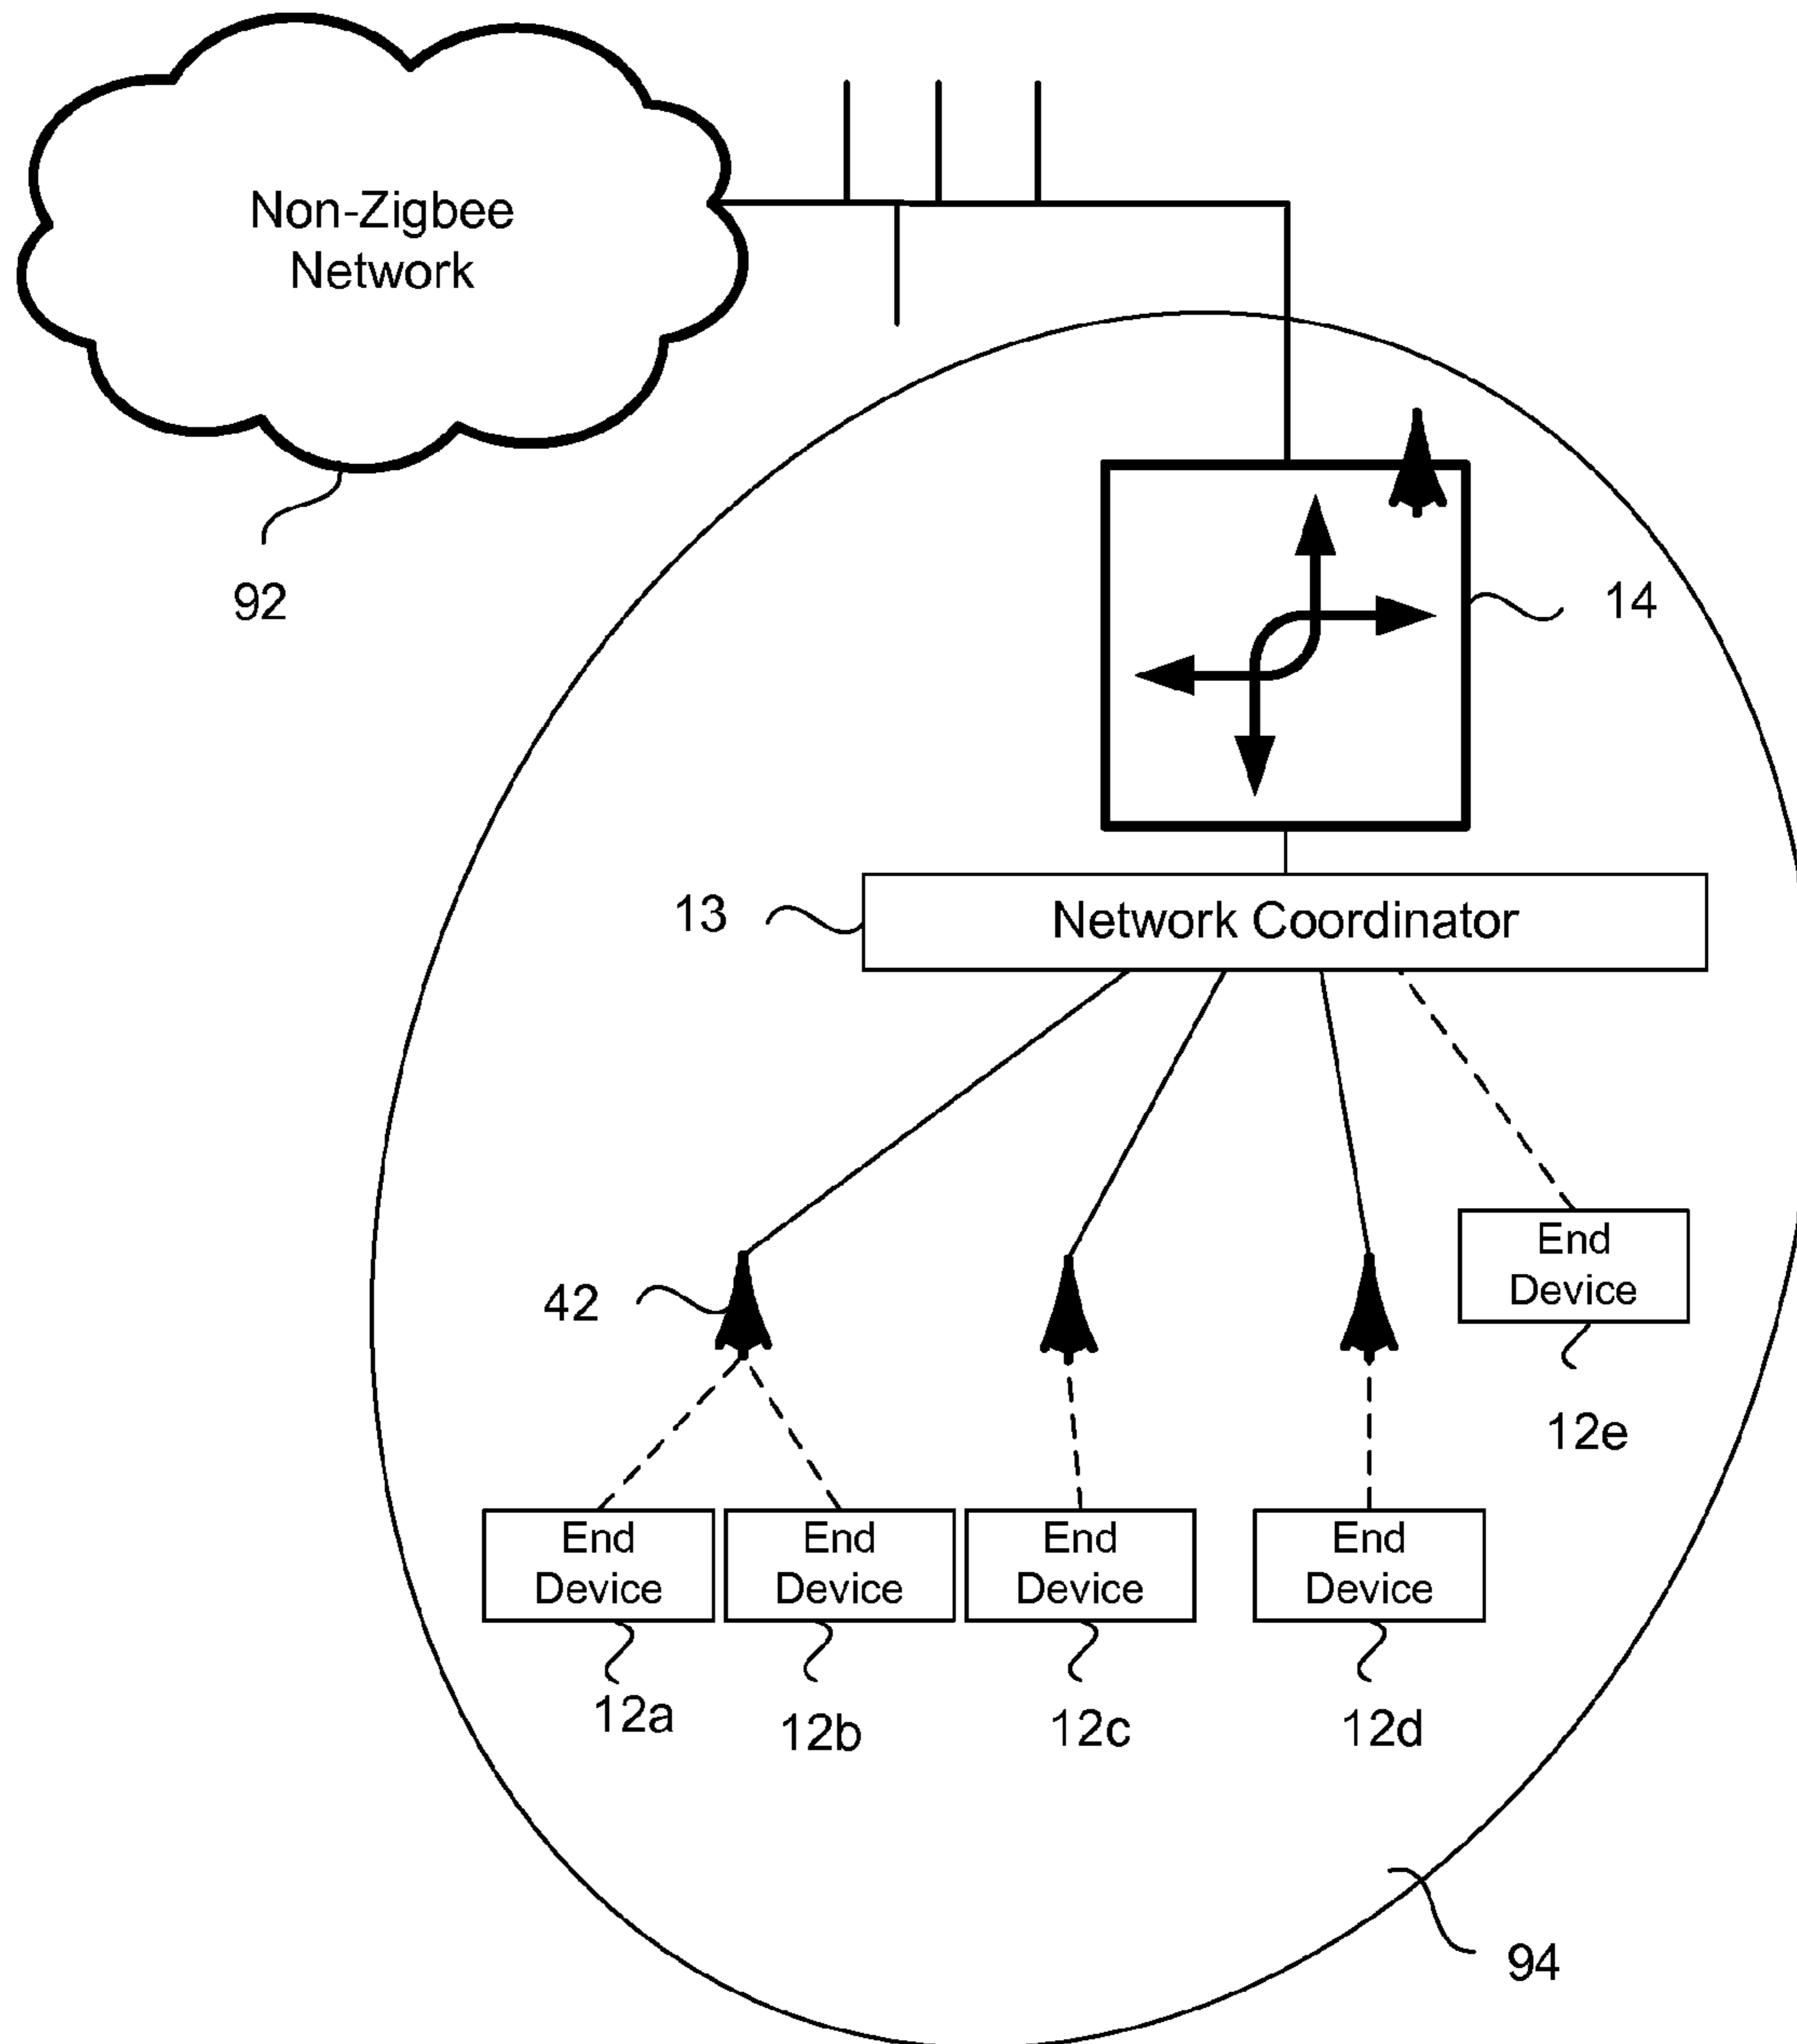 Non-Zigbee
Network
92
14
13
Network Coordinator
42
End
Device
12e
End
Device
End
Device
End
Device
End
Device
12a
12b
12c
12d
94